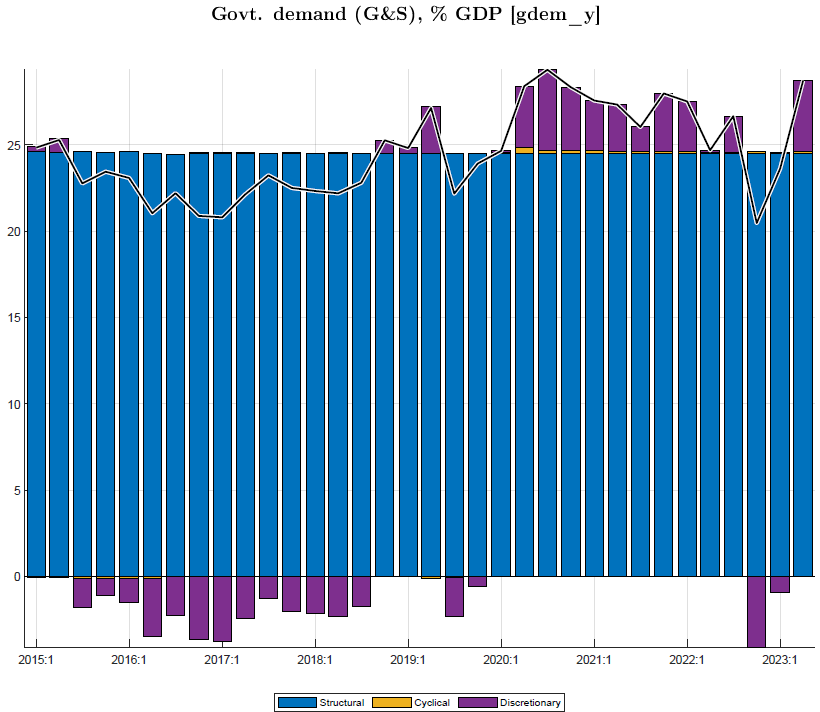 Govt. demand (G&S), % GDP [gdem_y]
25
20
15
10
5
0
2015:1 2016:1 2017:1 2018:1 2019:1 2020:1 2021:1 2022:1 2023:1
Structural Cyclical Discretionary